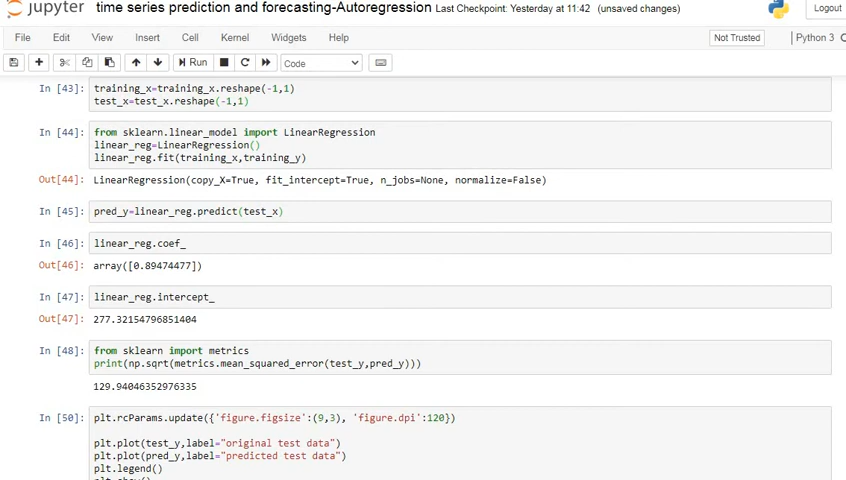 jupyter time series prediction and forecasting-Autoregression Last Checkpoint: Yesterday at 11:42 (unsaved changes) Logout
File Edit View Insert Cell Kernel Widgets Help Not Trusted Python 3
Run Code
In [43]: training_x=training_x.reshape(-1,1)
test_x=test_x.reshape(-1,1)
In [44]: from sklearn.linear_model import LinearRegression
linear_reg=LinearRegression()
linear_reg.fit(training_x,training_y)
Out[44]: LinearRegression(copy_X=True, fit_intercept=True, n_jobs=None, normalize=False)
In [45]: pred_y=linear_reg.predict(test_x)
In [46]: linear_reg.coef_
Out[46]: array([0.89474477])
In [47]: linear_reg.intercept_
Out[47]: 277.32154796851404
In [48]: from sklearn import metrics
print(np.sqrt(metrics.mean_squared_error(test_y,pred_y)))
129.94046352976335
In [50]: plt.rcParams.update({'figure.figsize':(9,3), 'figure.dpi':120})
plt.plot(test_y,label="original test data")
plt.plot(pred_y,label="predicted test data")
plt.legend()